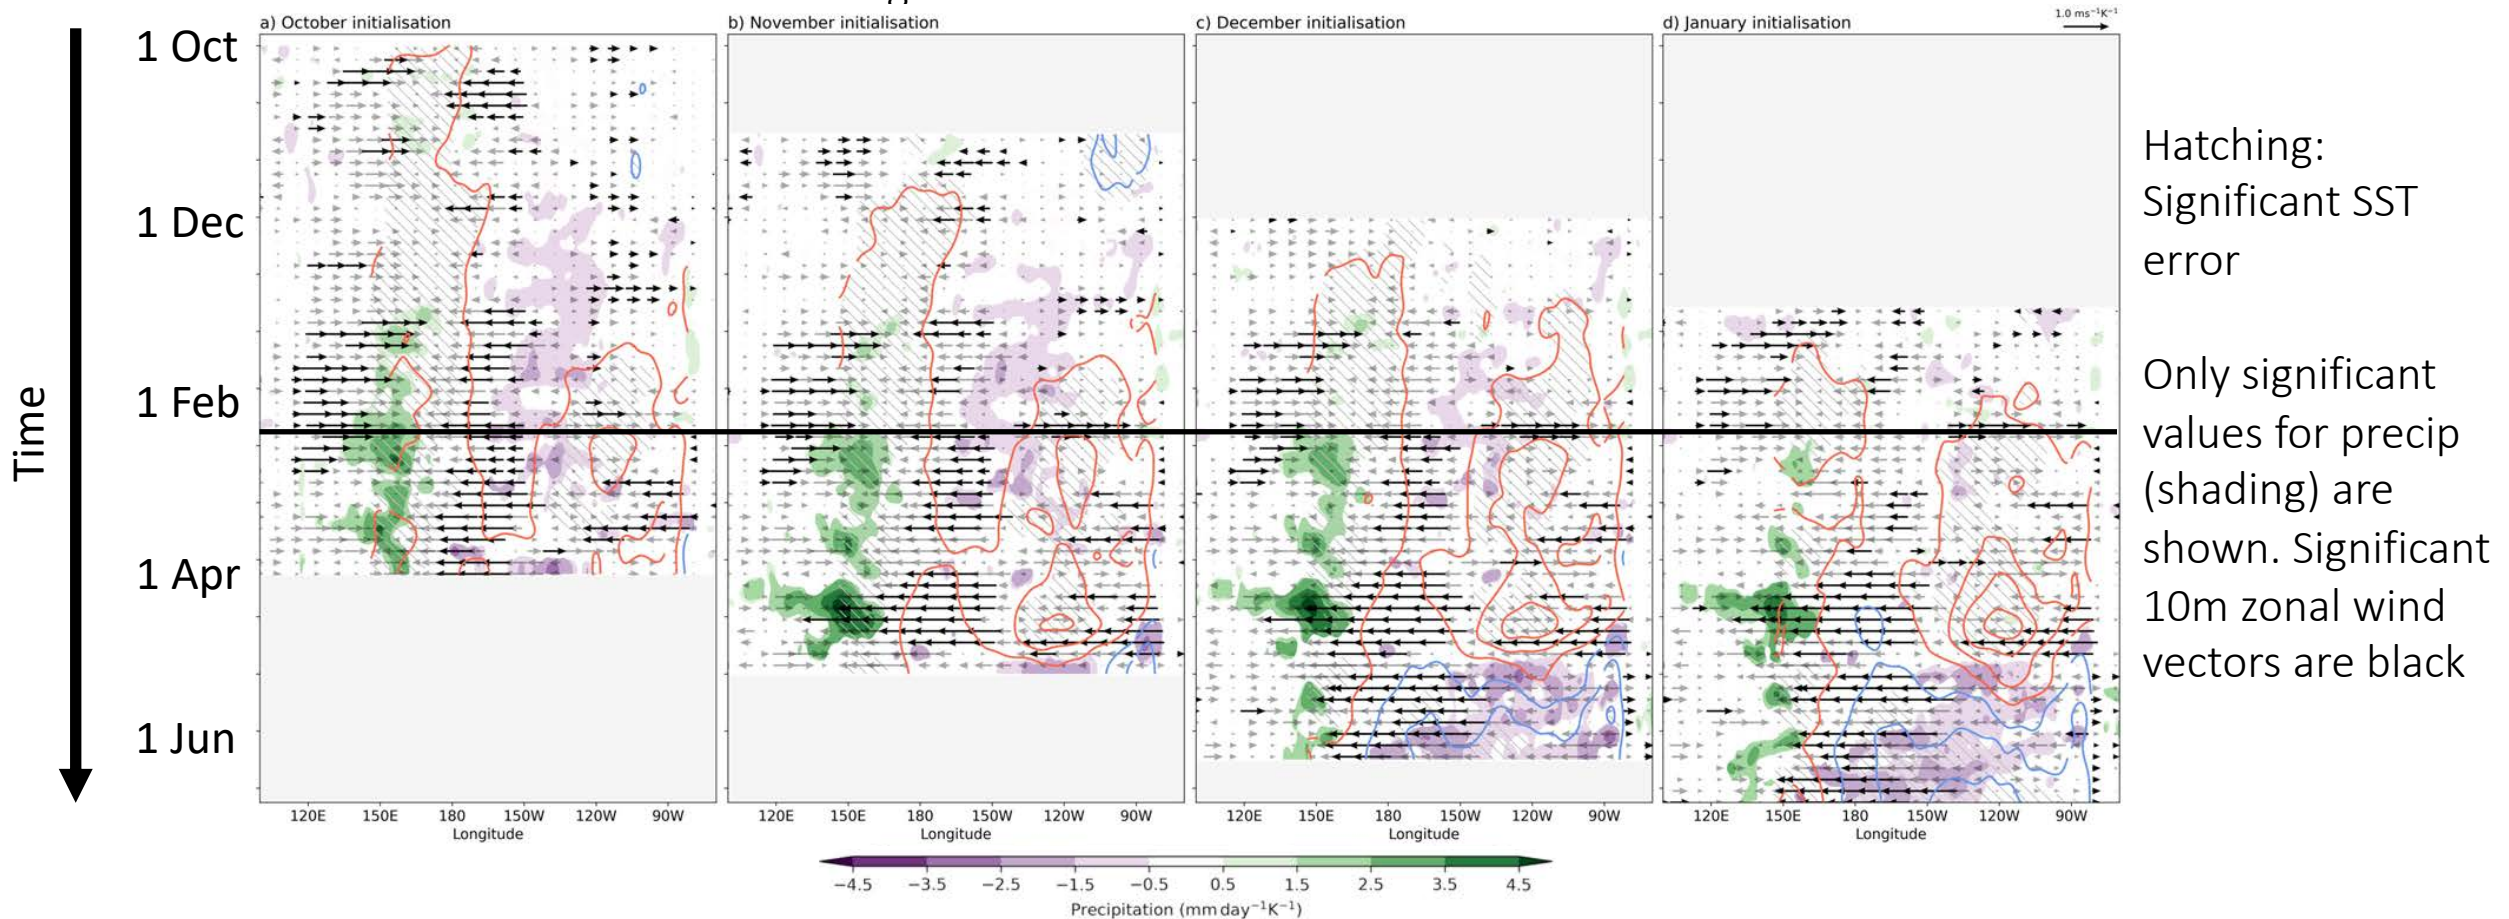 a) October initialisation
b) November initialisation
c) December initialisation
d) January initialisation
1.0 ms⁻¹K⁻¹
Time
1 Oct
1 Dec
1 Feb
1 Apr
1 Jun
120E 150E 180 150W 120W 90W
Longitude
120E 150E 180 150W 120W 90W
Longitude
120E 150E 180 150W 120W 90W
Longitude
120E 150E 180 150W 120W 90W
Longitude
−4.5 −3.5 −2.5 −1.5 −0.5 0.5 1.5 2.5 3.5 4.5
Precipitation (mm day⁻¹K⁻¹)
Hatching:
Significant SST
error
Only significant
values for precip
(shading) are
shown. Significant
10m zonal wind
vectors are black